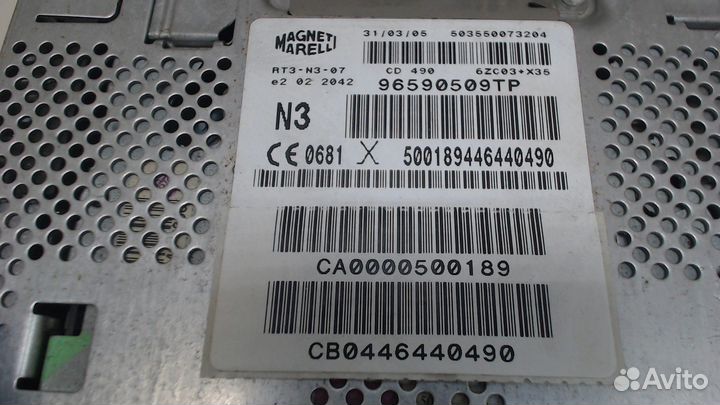 MAGNETI MARELLI
31/03/05 503550073204
RT3-N3-07 CD 490 6ZC03+X35
e2 02 2042 96590509TP
N3
CE 0681 X 500189446440490
CA0000500189
CB0446440490
Avito